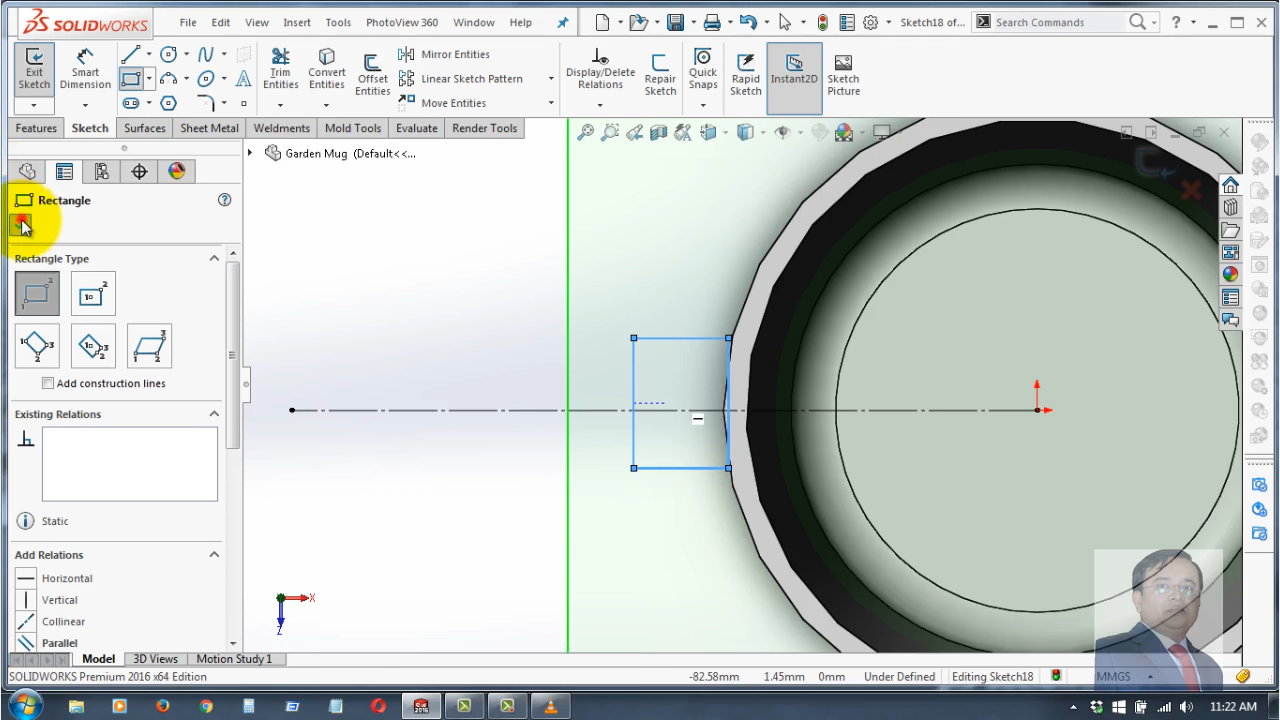 SOLIDWORKS
File
Edit
View
Insert
Tools
PhotoView 360
Window
Help
Sketch18 of...
Search Commands
?
Exit Sketch
Smart Dimension
Trim Entities
Convert Entities
Offset Entities
Mirror Entities
Linear Sketch Pattern
Move Entities
Display/Delete Relations
Repair Sketch
Quick Snaps
Rapid Sketch
Instant2D
Sketch Picture
Features
Sketch
Surfaces
Sheet Metal
Weldments
Mold Tools
Evaluate
Render Tools
Garden Mug (Default<<...
Rectangle
Rectangle Type
Add construction lines
Existing Relations
Static
Add Relations
Horizontal
Vertical
Collinear
Parallel
X
Z
Model
3D Views
Motion Study 1
SOLIDWORKS Premium 2016 x64 Edition
-82.58mm
1.45mm
0mm
Under Defined
Editing Sketch18
MMGS
11:22 AM